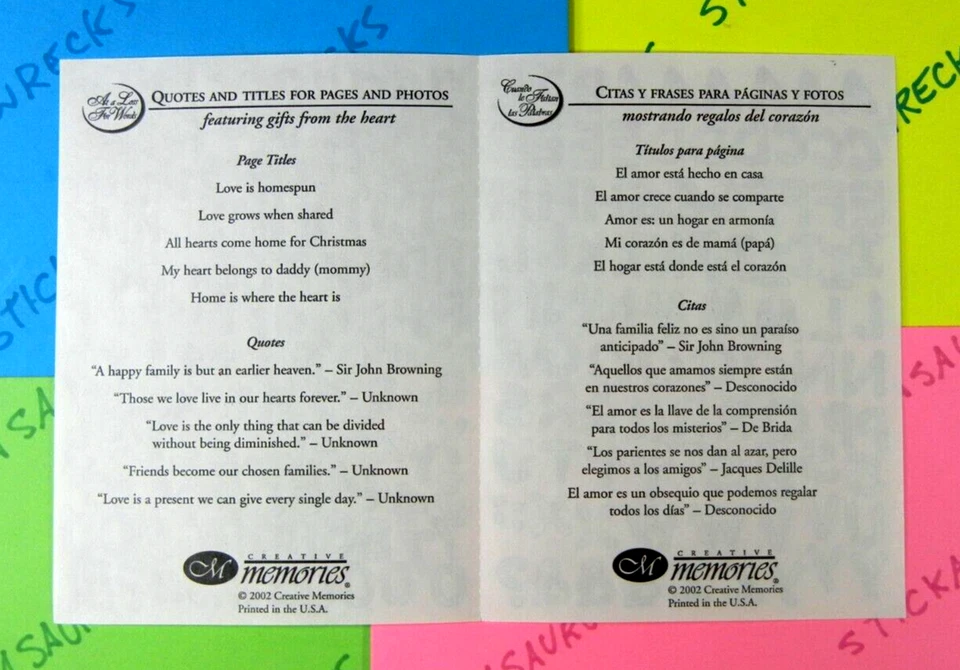 At a Loss
For Words
QUOTES AND TITLES FOR PAGES AND PHOTOS
featuring gifts from the heart
Page Titles
Love is homespun
Love grows when shared
All hearts come home for Christmas
My heart belongs to daddy (mommy)
Home is where the heart is
Quotes
“A happy family is but an earlier heaven.” – Sir John Browning
“Those we love live in our hearts forever.” – Unknown
“Love is the only thing that can be divided
without being diminished.” – Unknown
“Friends become our chosen families.” – Unknown
“Love is a present we can give every single day.” – Unknown
CM CREATIVE
memories®
© 2002 Creative Memories
Printed in the U.S.A.
Cuando
le Faltan
las Palabras
CITAS Y FRASES PARA PÁGINAS Y FOTOS
mostrando regalos del corazón
Títulos para página
El amor está hecho en casa
El amor crece cuando se comparte
Amor es: un hogar en armonía
Mi corazón es de mamá (papá)
El hogar está donde está el corazón
Citas
“Una familia feliz no es sino un paraíso
anticipado” – Sir John Browning
“Aquellos que amamos siempre están
en nuestros corazones” – Desconocido
“El amor es la llave de la comprensión
para todos los misterios” – De Brida
“Los parientes se nos dan al azar, pero
elegimos a los amigos” – Jacques Delille
El amor es un obsequio que podemos regalar
todos los días” – Desconocido
CM CREATIVE
memories®
© 2002 Creative Memories
Printed in the U.S.A.